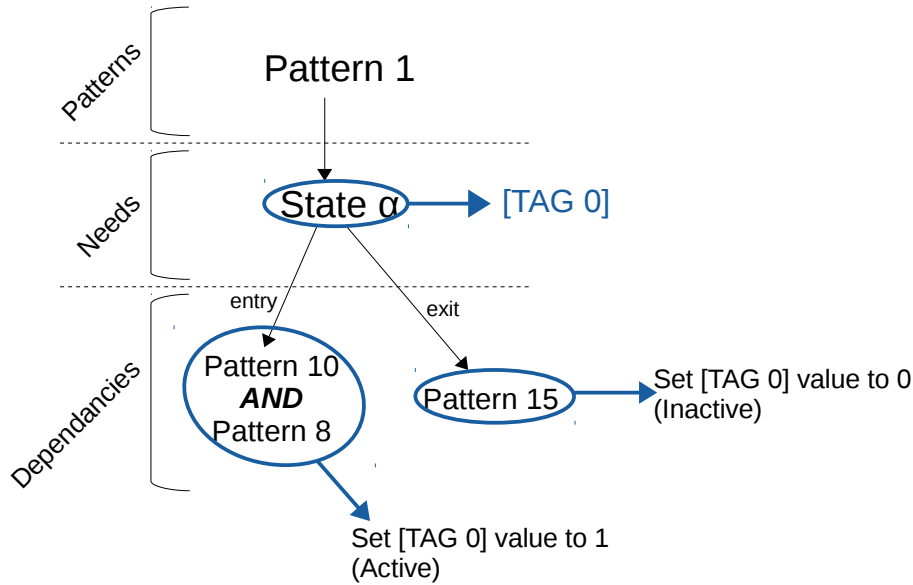 Patterns
Pattern 1
Needs
State α
[TAG 0]
entry
exit
Dependancies
Pattern 10
AND
Pattern 8
Pattern 15
Set [TAG 0] value to 0
(Inactive)
Set [TAG 0] value to 1
(Active)